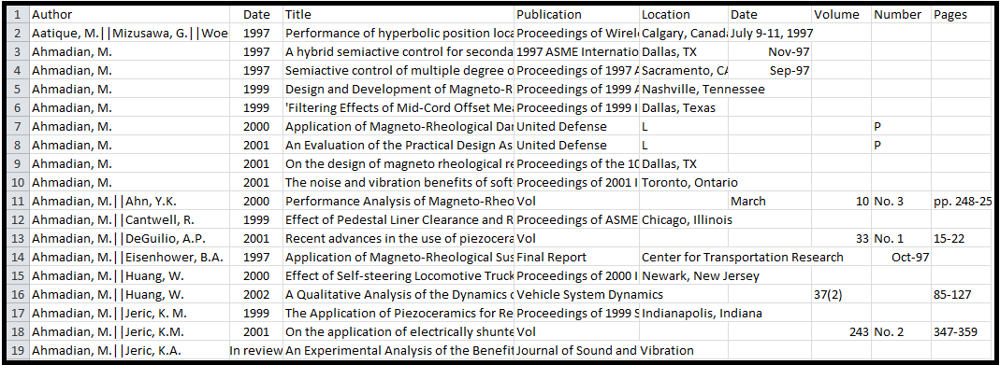 1 Author Date Title Publication Location Date Volume Number Pages
2 Aatique, M.||Mizusawa, G.||Woe 1997 Performance of hyperbolic position loca Proceedings of Wirel Calgary, Canada July 9-11, 1997
3 Ahmadian, M. 1997 A hybrid semiactive control for seconda 1997 ASME Internatio Dallas, TX Nov-97
4 Ahmadian, M. 1997 Semiactive control of multiple degree o Proceedings of 1997 A Sacramento, CA Sep-97
5 Ahmadian, M. 1999 Design and Development of Magneto-R Proceedings of 1999 A Nashville, Tennessee
6 Ahmadian, M. 1999 'Filtering Effects of Mid-Cord Offset Mea Proceedings of 1999 I Dallas, Texas
7 Ahmadian, M. 2000 Application of Magneto-Rheological Dam United Defense L P
8 Ahmadian, M. 2001 An Evaluation of the Practical Design As United Defense L P
9 Ahmadian, M. 2001 On the design of magneto rheological re Proceedings of the 10 Dallas, TX
10 Ahmadian, M. 2001 The noise and vibration benefits of soft Proceedings of 2001 I Toronto, Ontario
11 Ahmadian, M.||Ahn, Y.K. 2000 Performance Analysis of Magneto-Rheo Vol March 10 No. 3 pp. 248-25
12 Ahmadian, M.||Cantwell, R. 1999 Effect of Pedestal Liner Clearance and R Proceedings of ASME Chicago, Illinois
13 Ahmadian, M.||DeGuilio, A.P. 2001 Recent advances in the use of piezocera Vol 33 No. 1 15-22
14 Ahmadian, M.||Eisenhower, B.A. 1997 Application of Magneto-Rheological Sus Final Report Center for Transportation Research Oct-97
15 Ahmadian, M.||Huang, W. 2000 Effect of Self-steering Locomotive Truck Proceedings of 2000 I Newark, New Jersey
16 Ahmadian, M.||Huang, W. 2002 A Qualitative Analysis of the Dynamics o Vehicle System Dynamics 37(2) 85-127
17 Ahmadian, M.||Jeric, K. M. 1999 The Application of Piezoceramics for Re Proceedings of 1999 S Indianapolis, Indiana
18 Ahmadian, M.||Jeric, K.M. 2001 On the application of electrically shunte Vol 243 No. 2 347-359
19 Ahmadian, M.||Jeric, K.A. In review An Experimental Analysis of the Benefit Journal of Sound and Vibration